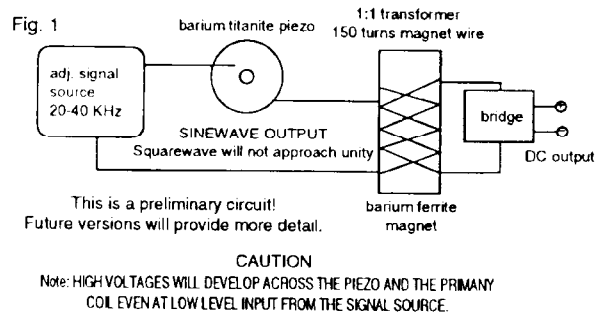 Fig. 1
barium titanite piezo
1:1 transformer
150 turns magnet wire
adj. signal
source
20-40 KHz
SINEWAVE OUTPUT
Squarewave will not approach unity
bridge
DC output
This is a preliminary circuit!
Future versions will provide more detail.
barium ferrite
magnet
CAUTION
Note: HIGH VOLTAGES WILL DEVELOP ACROSS THE PIEZO AND THE PRIMANY
COIL EVEN AT LOW LEVEL INPUT FROM THE SIGNAL SOURCE.